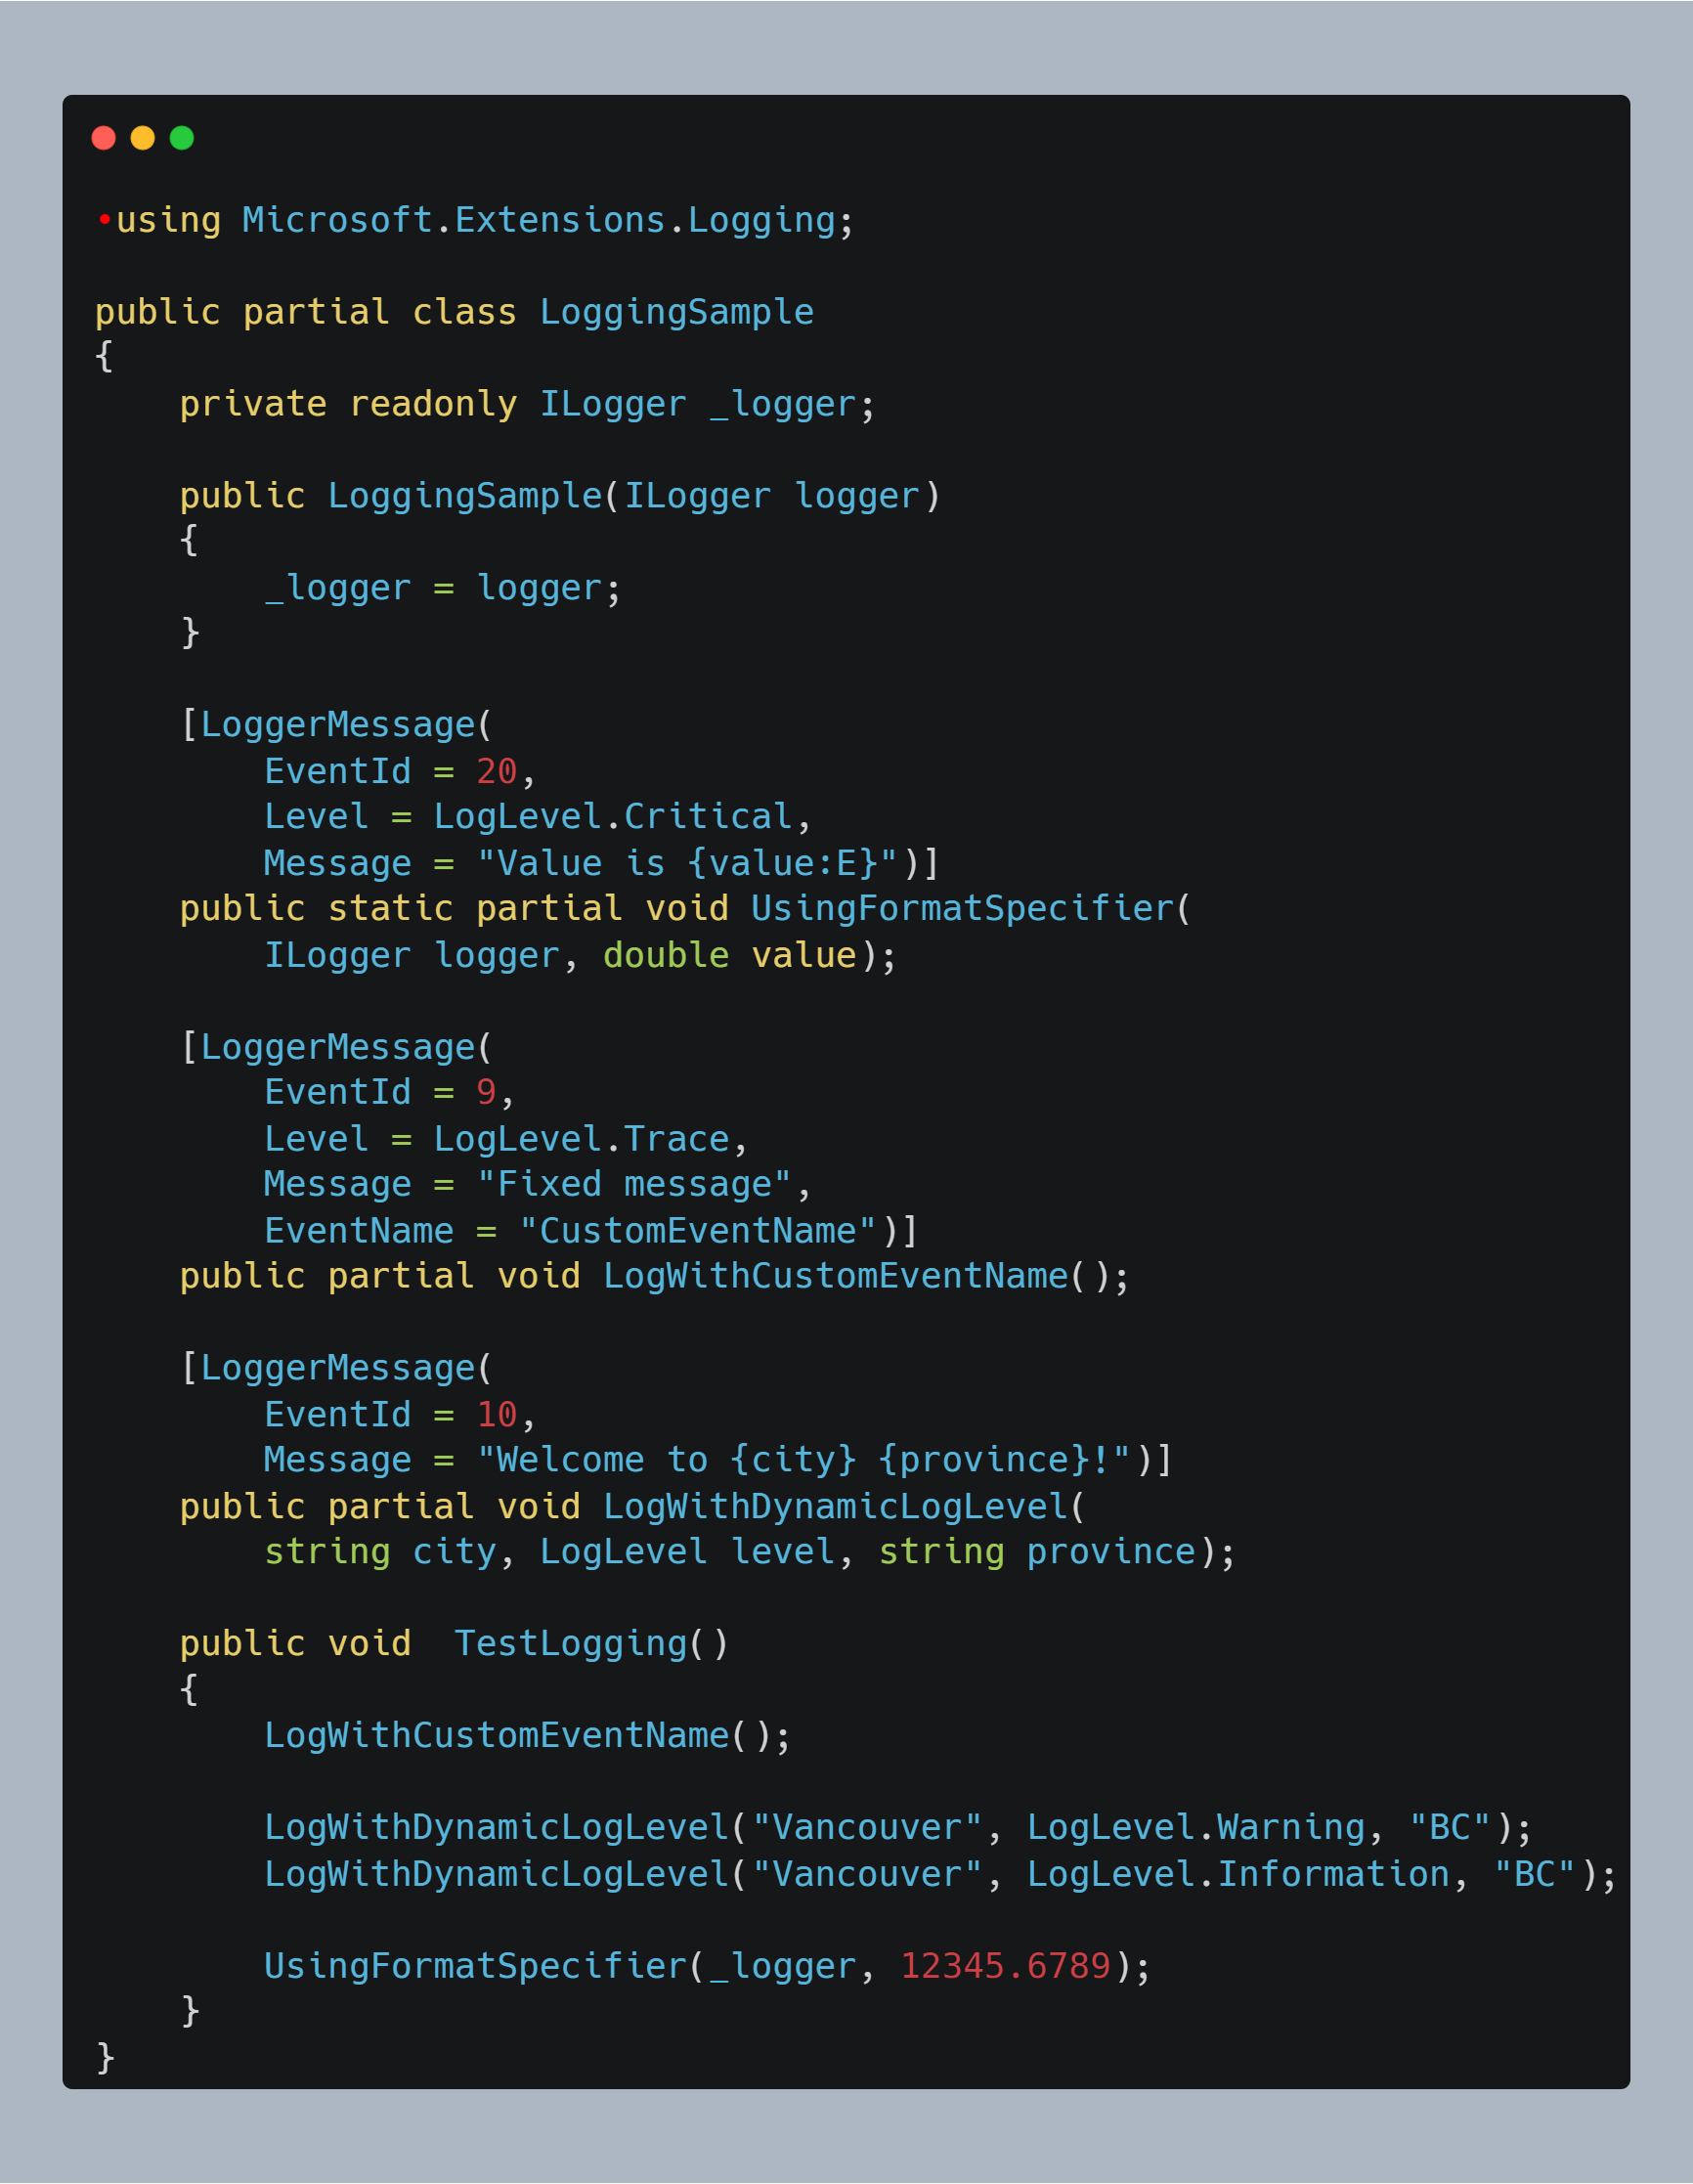 •using Microsoft.Extensions.Logging;
public partial class LoggingSample
{
    private readonly ILogger _logger;
    public LoggingSample(ILogger logger)
    {
        _logger = logger;
    }
    [LoggerMessage(
        EventId = 20,
        Level = LogLevel.Critical,
        Message = "Value is {value:E}")]
    public static partial void UsingFormatSpecifier(
        ILogger logger, double value);
    [LoggerMessage(
        EventId = 9,
        Level = LogLevel.Trace,
        Message = "Fixed message",
        EventName = "CustomEventName")]
    public partial void LogWithCustomEventName();
    [LoggerMessage(
        EventId = 10,
        Message = "Welcome to {city} {province}!")]
    public partial void LogWithDynamicLogLevel(
        string city, LogLevel level, string province);
    public void  TestLogging()
    {
        LogWithCustomEventName();
        LogWithDynamicLogLevel("Vancouver", LogLevel.Warning, "BC");
        LogWithDynamicLogLevel("Vancouver", LogLevel.Information, "BC");
        UsingFormatSpecifier(_logger, 12345.6789);
    }
}